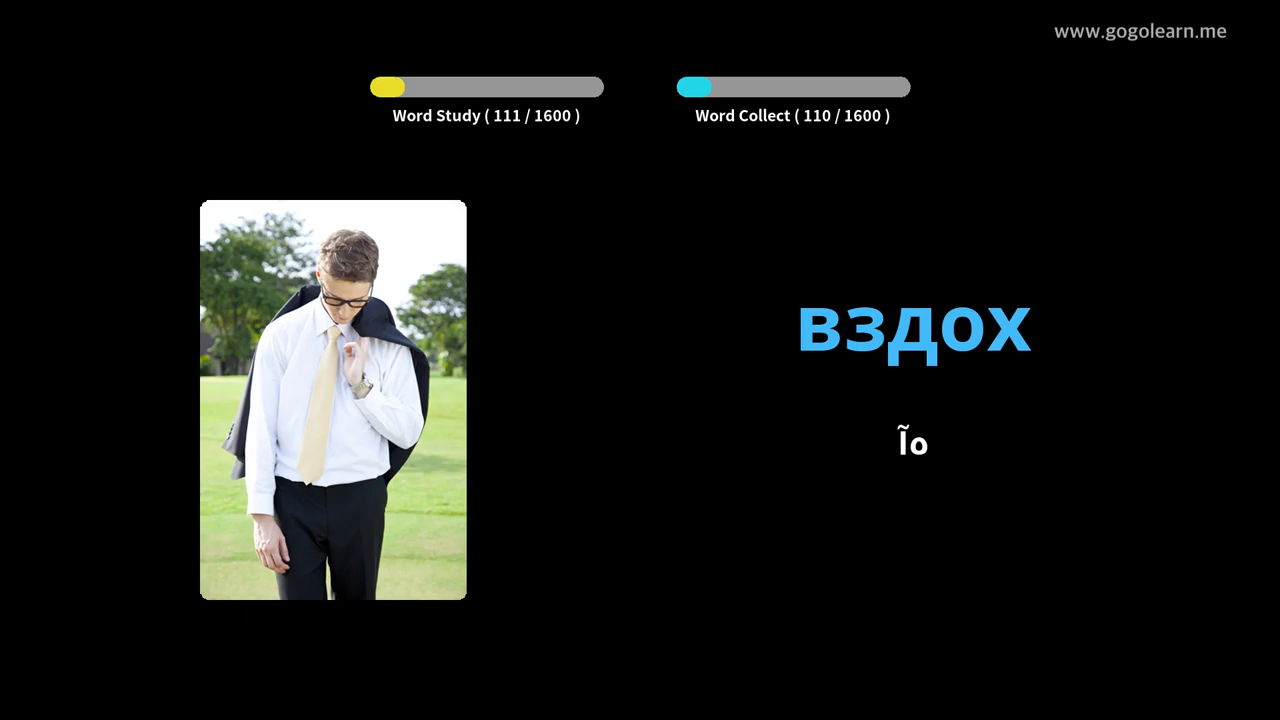 www.gogolearn.me
Word Study ( 111 / 1600 )
Word Collect ( 110 / 1600 )
вздох
Ĩo